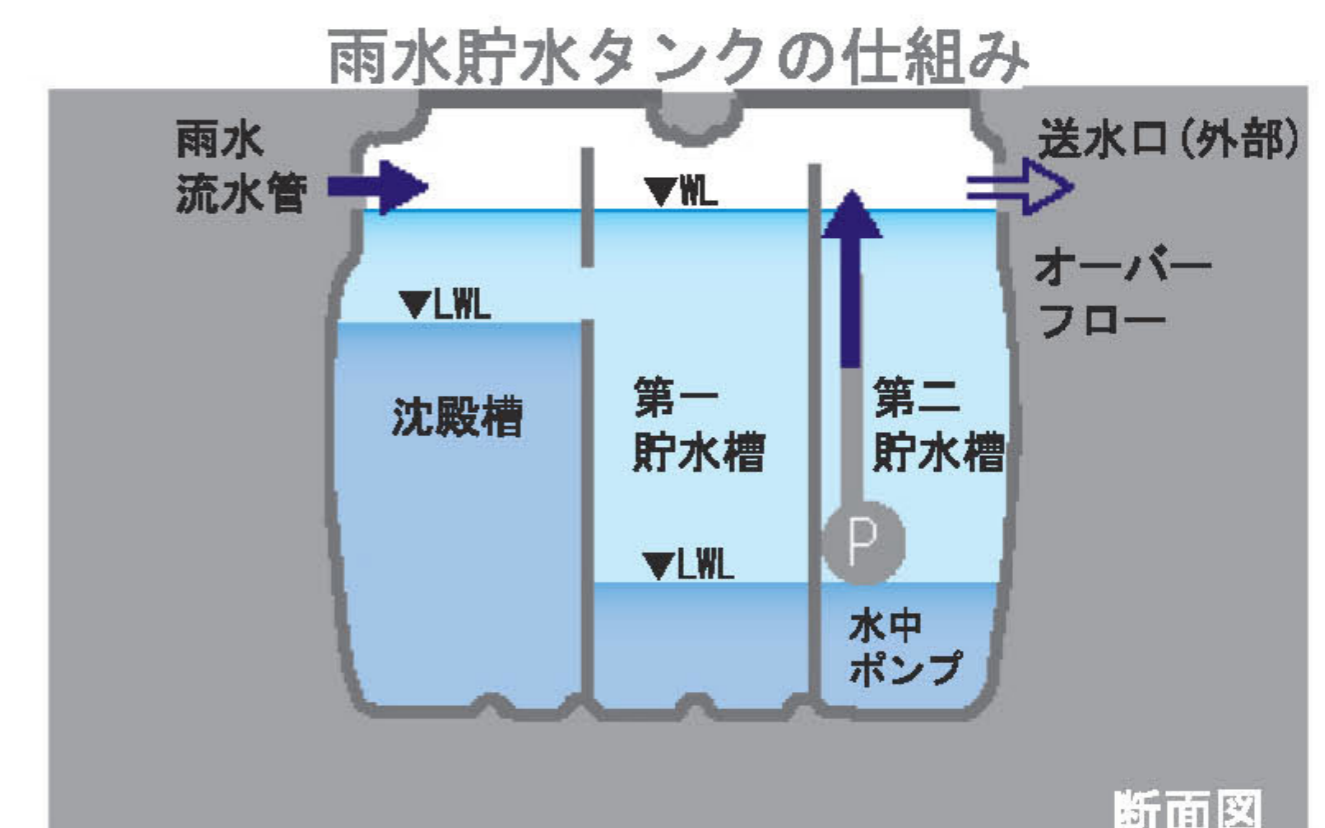 雨水貯水タンクの仕組み
雨水
流水管
送水口(外部)
▼WL
オーバー
フロー
▼LWL
沈殿槽
第一
貯水槽
第二
貯水槽
P
▼LWL
水中
ポンプ
断面図